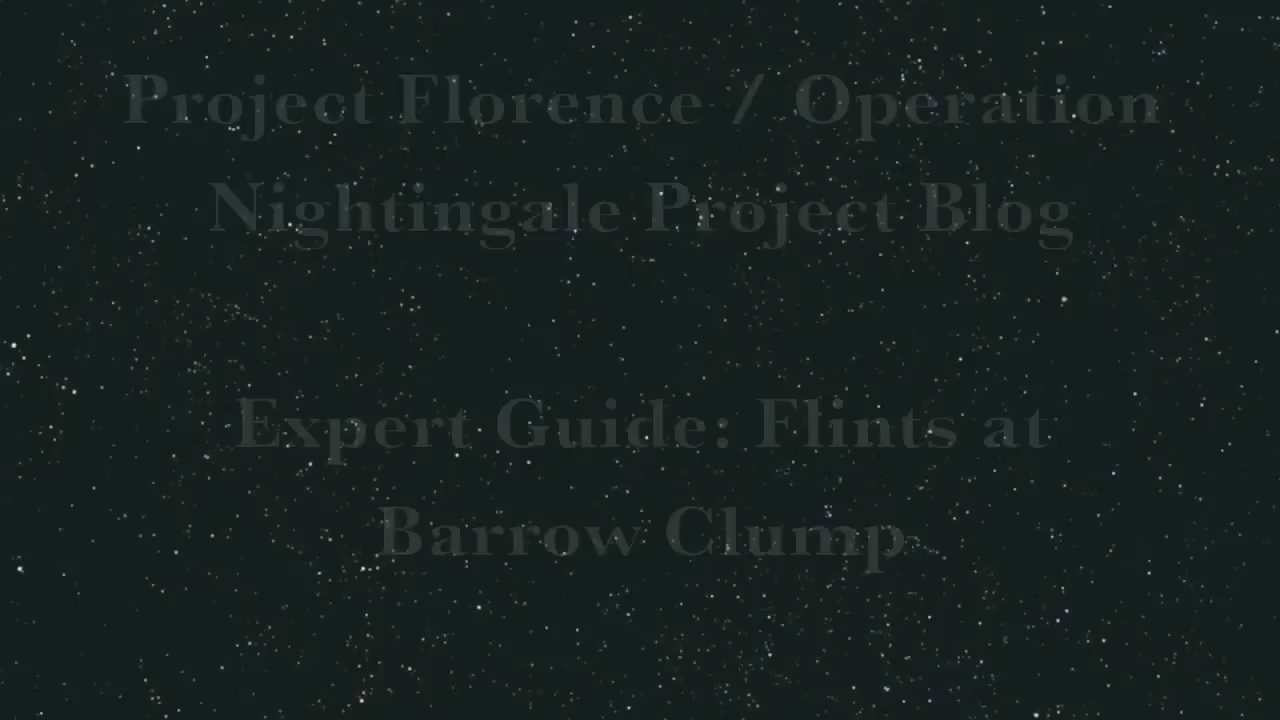 Project Florence / Operation
Nightingale Project Blog
Expert Guide: Flints at
Barrow Clump